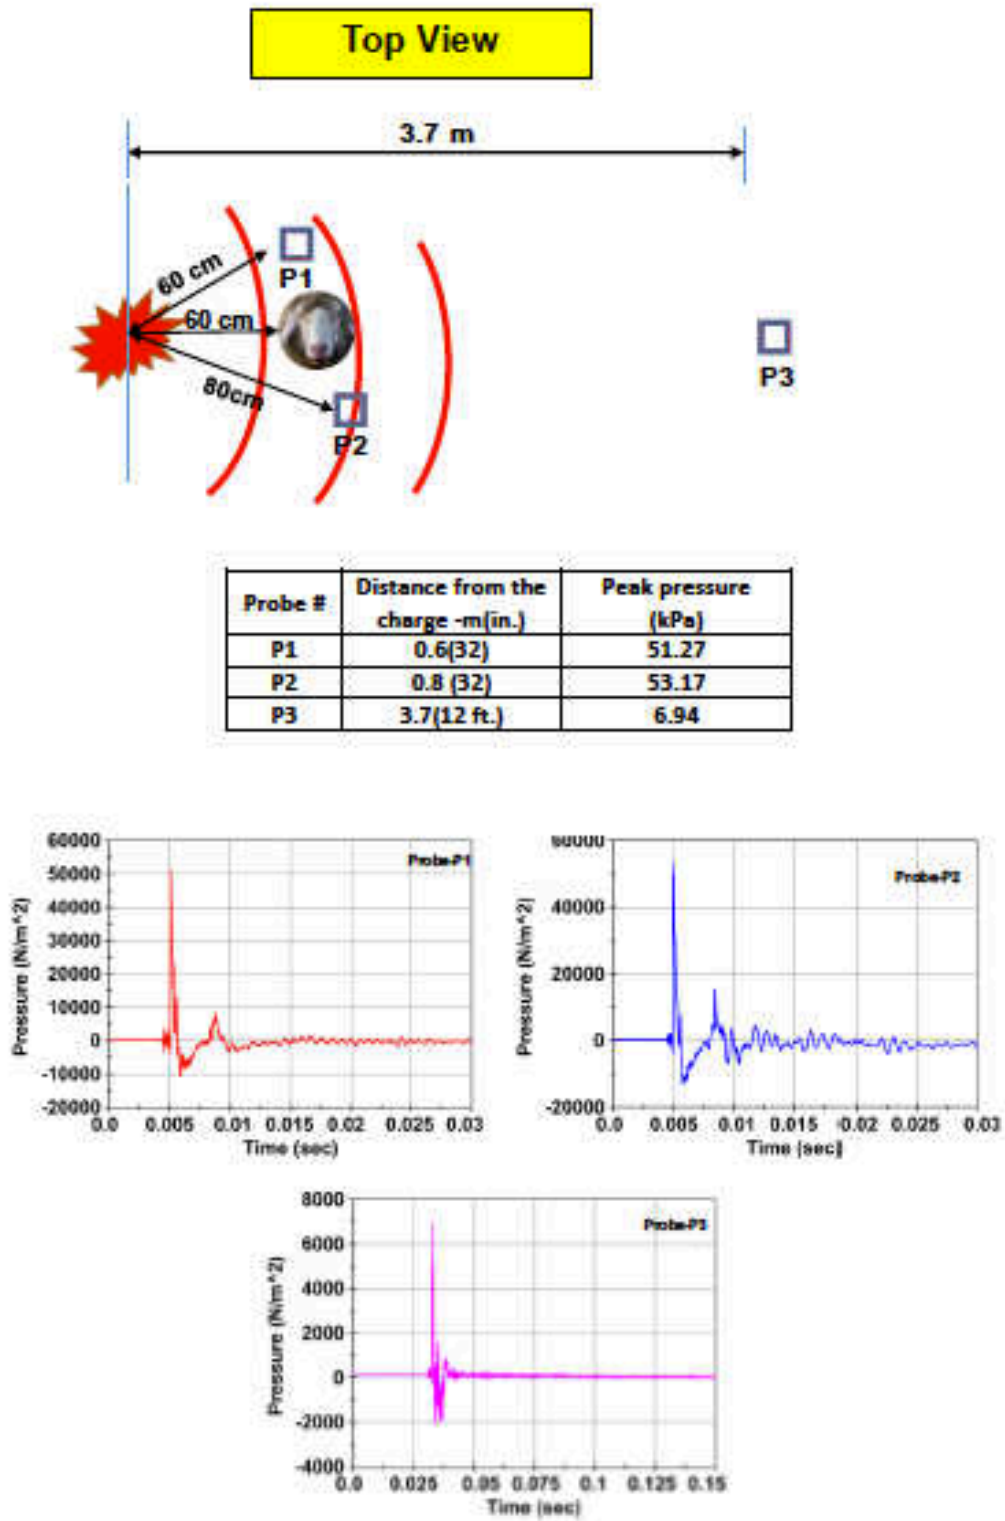 Top View
3.7 m
60 cm
P1
60 cm
80cm
P2
P3
Probe #
Distance from the charge -m(in.)
Peak pressure (kPa)
P1 0.6(32) 51.27
P2 0.8 (32) 53.17
P3 3.7(12 ft.) 6.94
60000
50000
40000
30000
20000
10000
0
-10000
-20000
Pressure (N/m^2)
Probe-P1
0.0 0.005 0.01 0.015 0.02 0.025 0.03
Time (sec)
60000
40000
20000
0
-20000
Pressure (N/m^2)
Probe-P2
0.0 0.005 0.01 0.015 0.02 0.025 0.03
Time (sec)
8000
6000
4000
2000
0
-2000
-4000
Pressure (N/m^2)
Probe-P3
0.0 0.025 0.05 0.075 0.1 0.125 0.15
Time (sec)